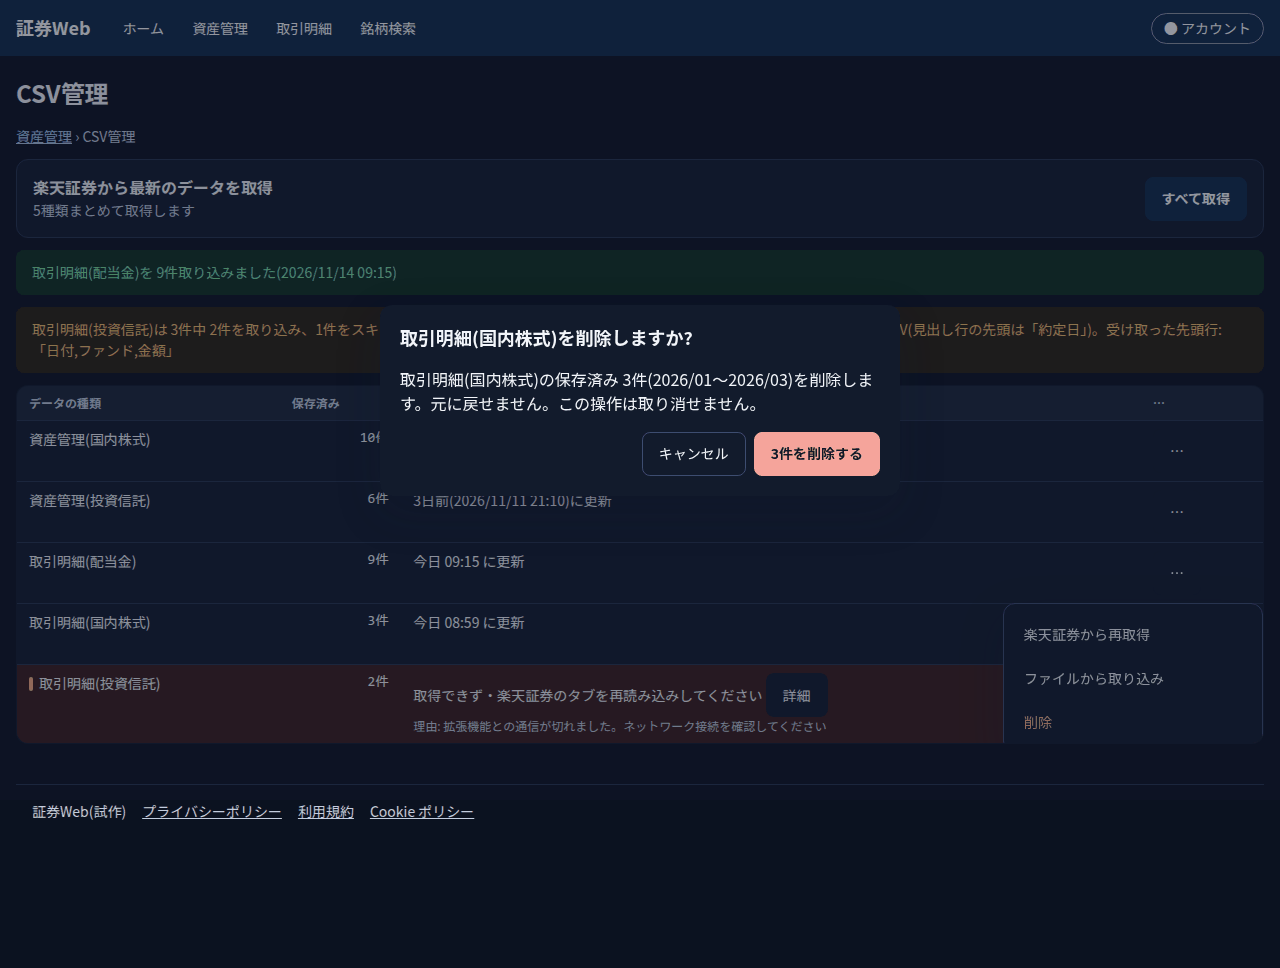 証券Web
ホーム
資産管理
取引明細
銘柄検索
アカウント
CSV管理
資産管理 › CSV管理
楽天証券から最新のデータを取得
5種類まとめて取得します
すべて取得
取引明細(配当金)を 9件取り込みました(2026/11/14 09:15)
取引明細(投資信託)は 3件中 2件を取り込み、1件をスキ
V(見出し行の先頭は「約定日」)。受け取った先頭行:
「日付,ファンド,金額」
取引明細(国内株式)を削除しますか?
取引明細(国内株式)の保存済み 3件(2026/01〜2026/03)を削除しま
す。元に戻せません。この操作は取り消せません。
キャンセル
3件を削除する
データの種類
保存済み
…
資産管理(国内株式)
10件
…
資産管理(投資信託)
6件
3日前(2026/11/11 21:10)に更新
…
取引明細(配当金)
9件
今日 09:15 に更新
…
取引明細(国内株式)
3件
今日 08:59 に更新
楽天証券から再取得
ファイルから取り込み
削除
取引明細(投資信託)
2件
取得できず・楽天証券のタブを再読み込みしてください
詳細
理由: 拡張機能との通信が切れました。ネットワーク接続を確認してください
証券Web(試作)
プライバシーポリシー
利用規約
Cookie ポリシー